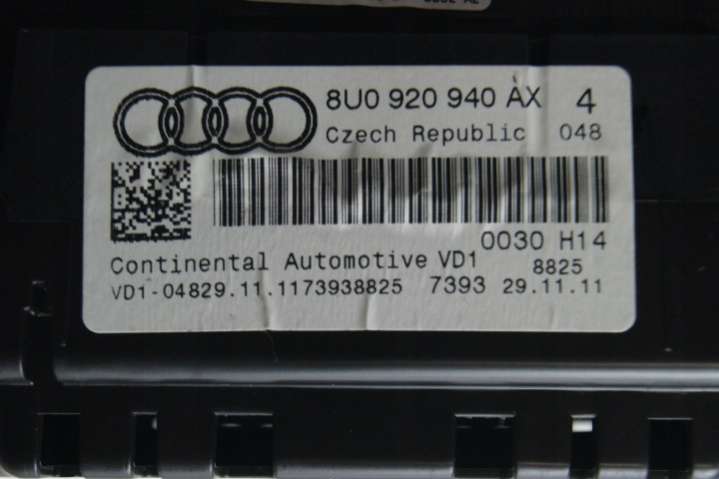 8U0 920 940 AX 4
Czech Republic 048
0030 H14
Continental Automotive VD1 8825
VD1-04829.11.1173938825 7393 29.11.11